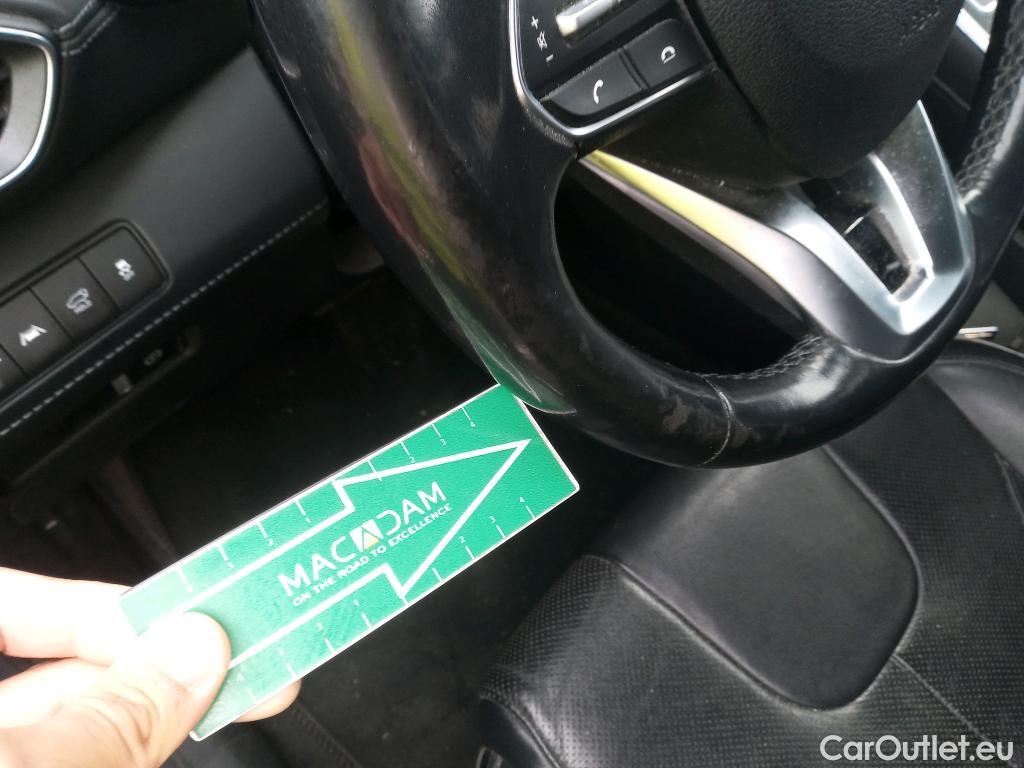 MACADAM
ON THE ROAD TO EXCELLENCE
CarOutlet.eu